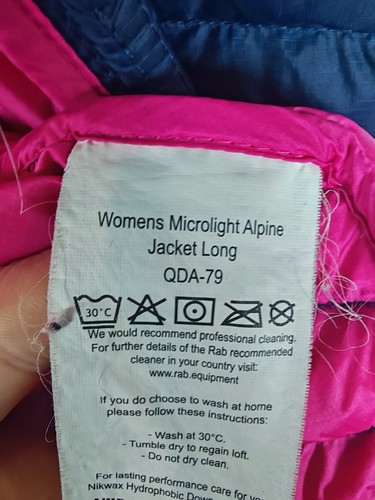 Womens Microlight Alpine
Jacket Long
QDA-79
30°C
We would recommend professional cleaning.
For further details of the Rab recommended
cleaner in your country visit:
www.rab.equipment
If you do choose to wash at home
please follow these instructions:
- Wash at 30°C.
- Tumble dry to regain loft.
- Do not dry clean.
For lasting performance care for
Nikwax Hydrophobic Down